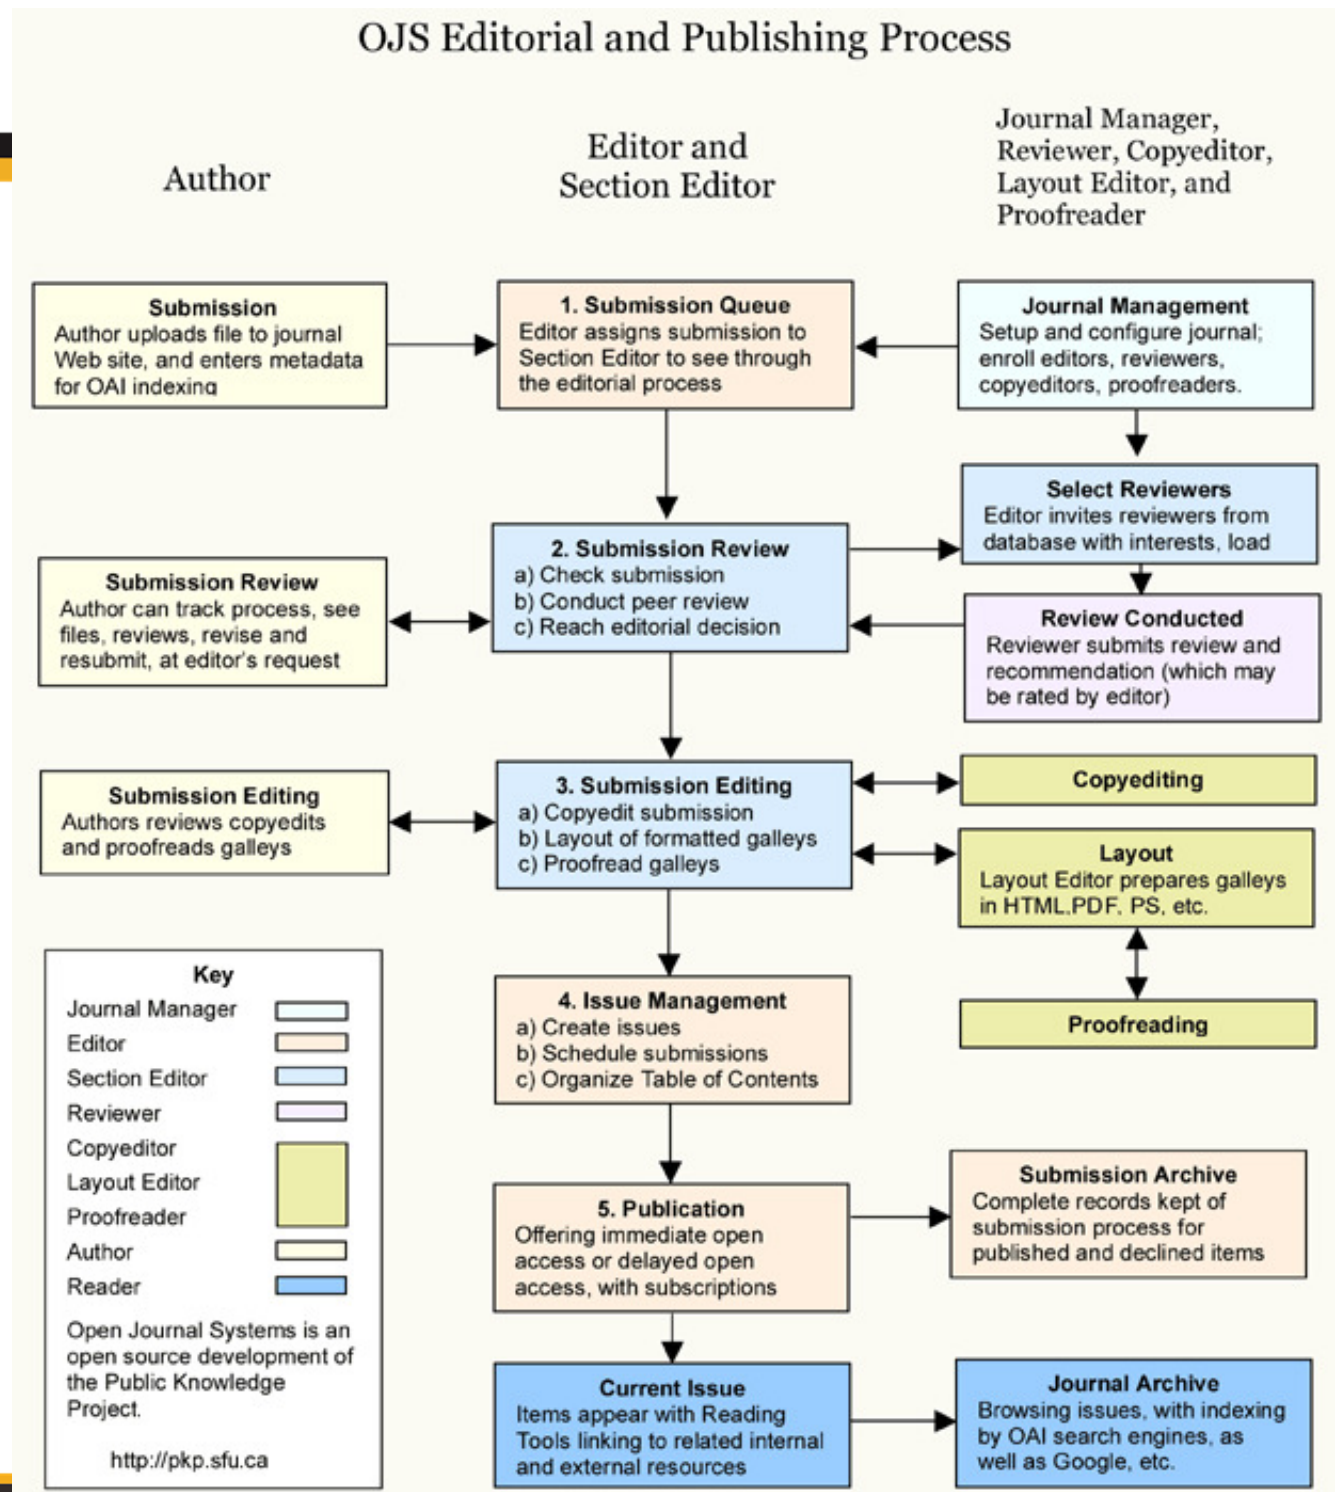 OJS Editorial and Publishing Process
Author
Editor and
Section Editor
Journal Manager,
Reviewer, Copyeditor,
Layout Editor, and
Proofreader
Submission
Author uploads file to journal
Web site, and enters metadata
for OAI indexing
1. Submission Queue
Editor assigns submission to
Section Editor to see through
the editorial process
Journal Management
Setup and configure journal;
enroll editors, reviewers,
copyeditors, proofreaders.
Select Reviewers
Editor invites reviewers from
database with interests, load
Submission Review
Author can track process, see
files, reviews, revise and
resubmit, at editor's request
2. Submission Review
a) Check submission
b) Conduct peer review
c) Reach editorial decision
Review Conducted
Reviewer submits review and
recommendation (which may
be rated by editor)
Submission Editing
Authors reviews copyedits
and proofreads galleys
3. Submission Editing
a) Copyedit submission
b) Layout of formatted galleys
c) Proofread galleys
Copyediting
Layout
Layout Editor prepares galleys
in HTML,PDF, PS, etc.
Proofreading
4. Issue Management
a) Create issues
b) Schedule submissions
c) Organize Table of Contents
5. Publication
Offering immediate open
access or delayed open
access, with subscriptions
Submission Archive
Complete records kept of
submission process for
published and declined items
Current Issue
Items appear with Reading
Tools linking to related internal
and external resources
Journal Archive
Browsing issues, with indexing
by OAI search engines, as
well as Google, etc.
Key
Journal Manager
Editor
Section Editor
Reviewer
Copyeditor
Layout Editor
Proofreader
Author
Reader
Open Journal Systems is an
open source development of
the Public Knowledge
Project.
http://pkp.sfu.ca